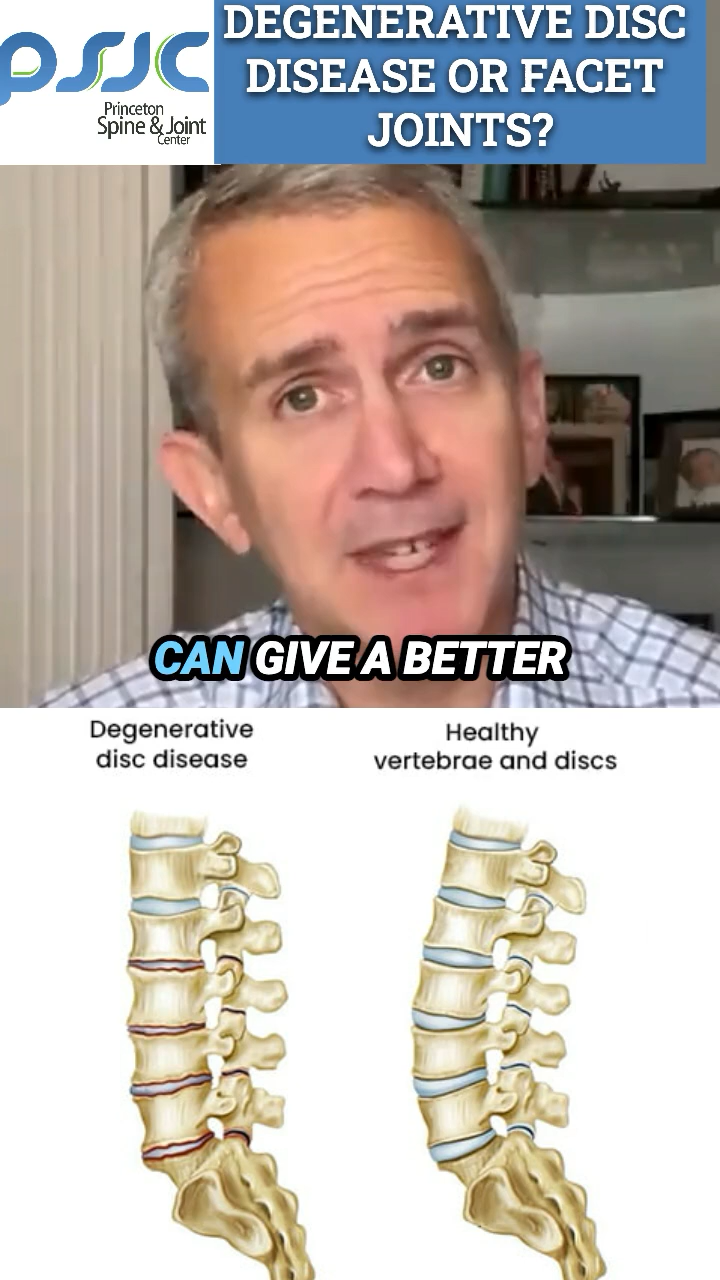 pssjc
Princeton
Spine & Joint
Center
DEGENERATIVE DISC
DISEASE OR FACET
JOINTS?
CAN GIVE A BETTER
Degenerative
disc disease
Healthy
vertebrae and discs